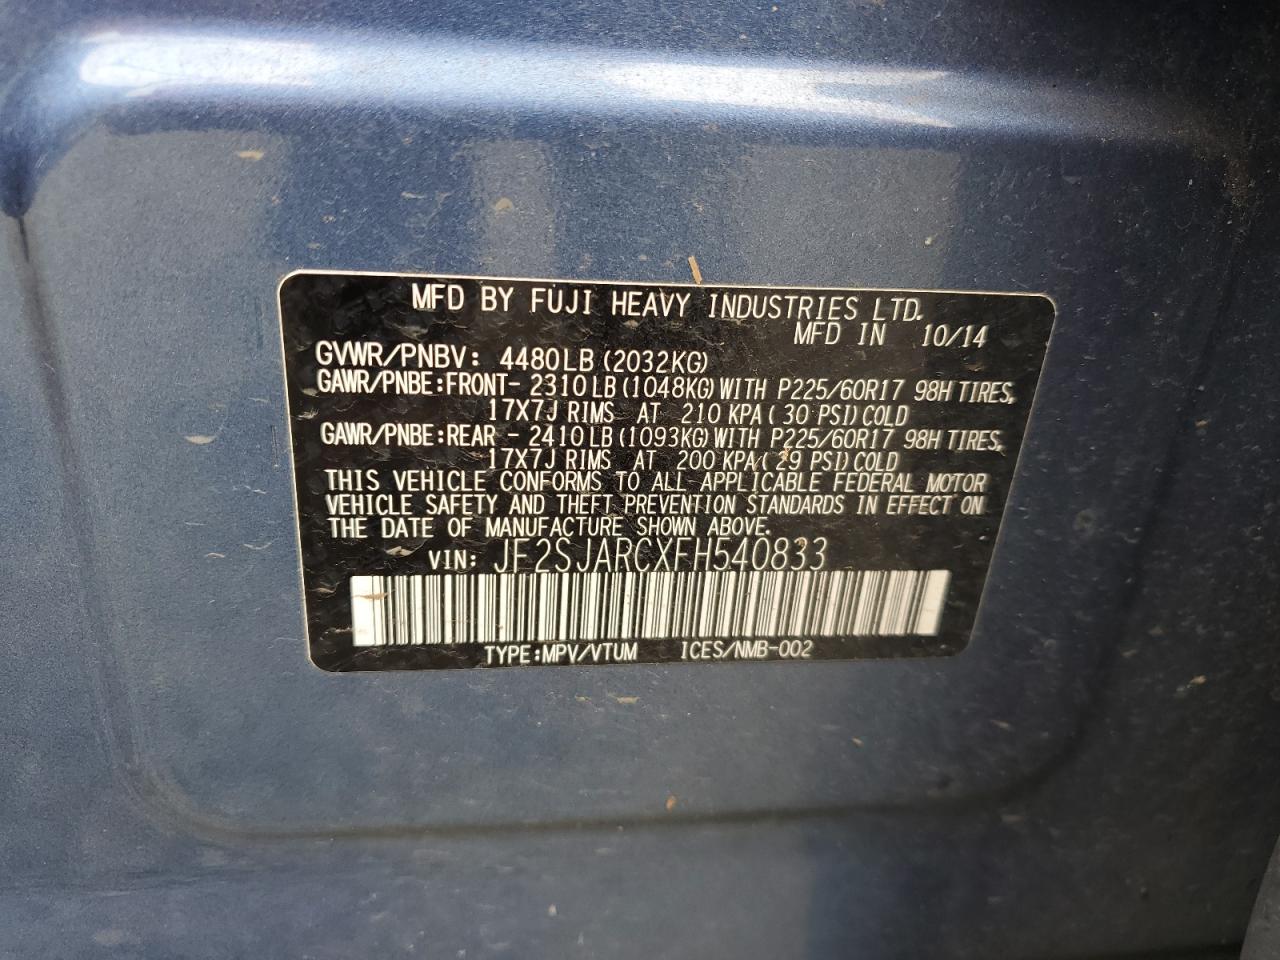 MFD BY FUJI HEAVY INDUSTRIES LTD.
MFD IN 10/14
GVWR/PNBV: 4480LB (2032KG)
GAWR/PNBE:FRONT- 2310LB (1048KG) WITH P225/60R17 98H TIRES,
17X7J RIMS AT 210 KPA ( 30 PSI) COLD
GAWR/PNBE:REAR - 2410LB (1093KG) WITH P225/60R17 98H TIRES,
17X7J RIMS AT 200 KPA ( 29 PSI) COLD
THIS VEHICLE CONFORMS TO ALL APPLICABLE FEDERAL MOTOR
VEHICLE SAFETY AND THEFT PREVENTION STANDARDS IN EFFECT ON
THE DATE OF MANUFACTURE SHOWN ABOVE.
VIN: JF2SJARCXFH540833
TYPE:MPV/VTUM ICES/NMB-002